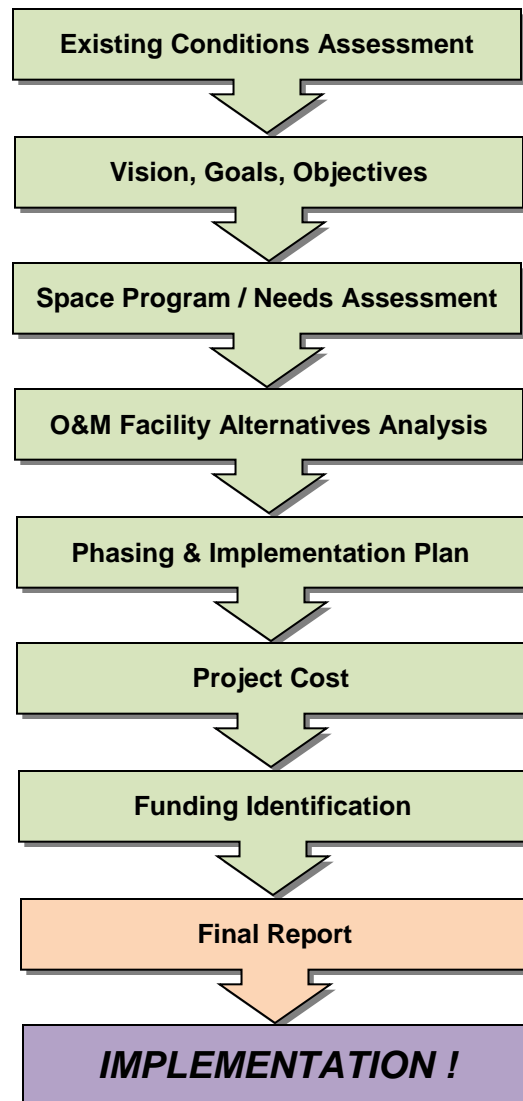 Existing Conditions Assessment
Vision, Goals, Objectives
Space Program / Needs Assessment
O&M Facility Alternatives Analysis
Phasing & Implementation Plan
Project Cost
Funding Identification
Final Report
IMPLEMENTATION !